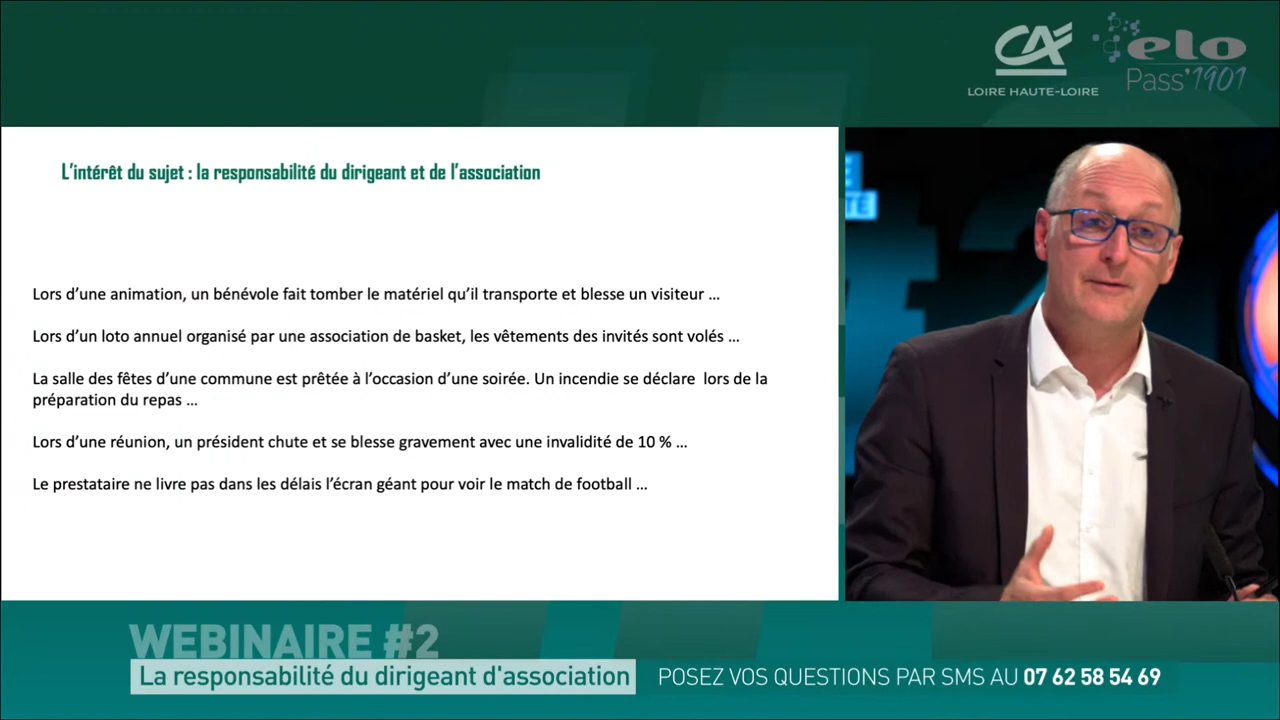 CA
LOIRE HAUTE-LOIRE
elo
Pass'1901
L'intérêt du sujet : la responsabilité du dirigeant et de l'association
Lors d'une animation, un bénévole fait tomber le matériel qu'il transporte et blesse un visiteur ...
Lors d'un loto annuel organisé par une association de basket, les vêtements des invités sont volés ...
La salle des fêtes d'une commune est prêtée à l'occasion d'une soirée. Un incendie se déclare lors de la
préparation du repas ...
Lors d'une réunion, un président chute et se blesse gravement avec une invalidité de 10 % ...
Le prestataire ne livre pas dans les délais l'écran géant pour voir le match de football ...
WEBINAIRE #2
La responsabilité du dirigeant d'association
POSEZ VOS QUESTIONS PAR SMS AU 07 62 58 54 69